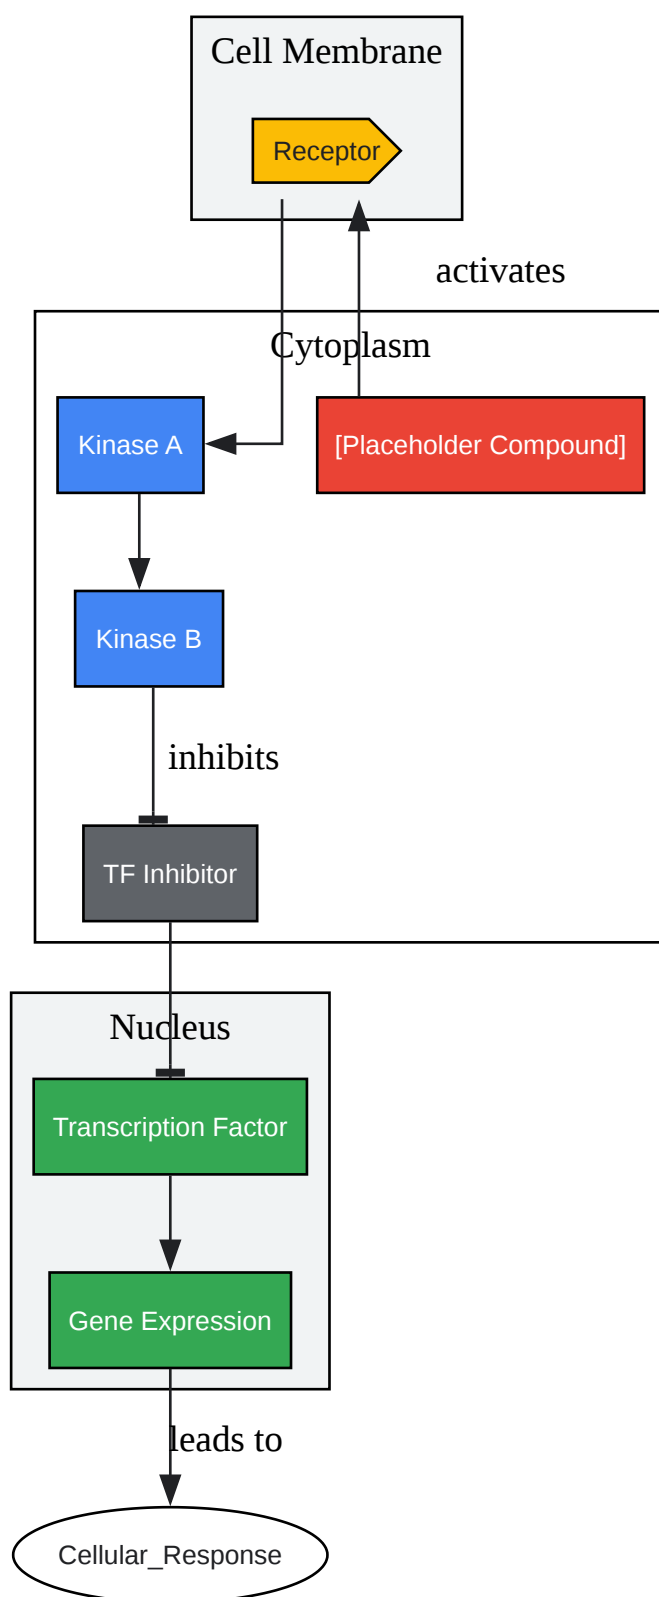 Cell Membrane
Receptor
activates
Cytoplasm
Kinase A
[Placeholder Compound]
Kinase B
inhibits
TF Inhibitor
Nucleus
Transcription Factor
Gene Expression
leads to
Cellular_Response